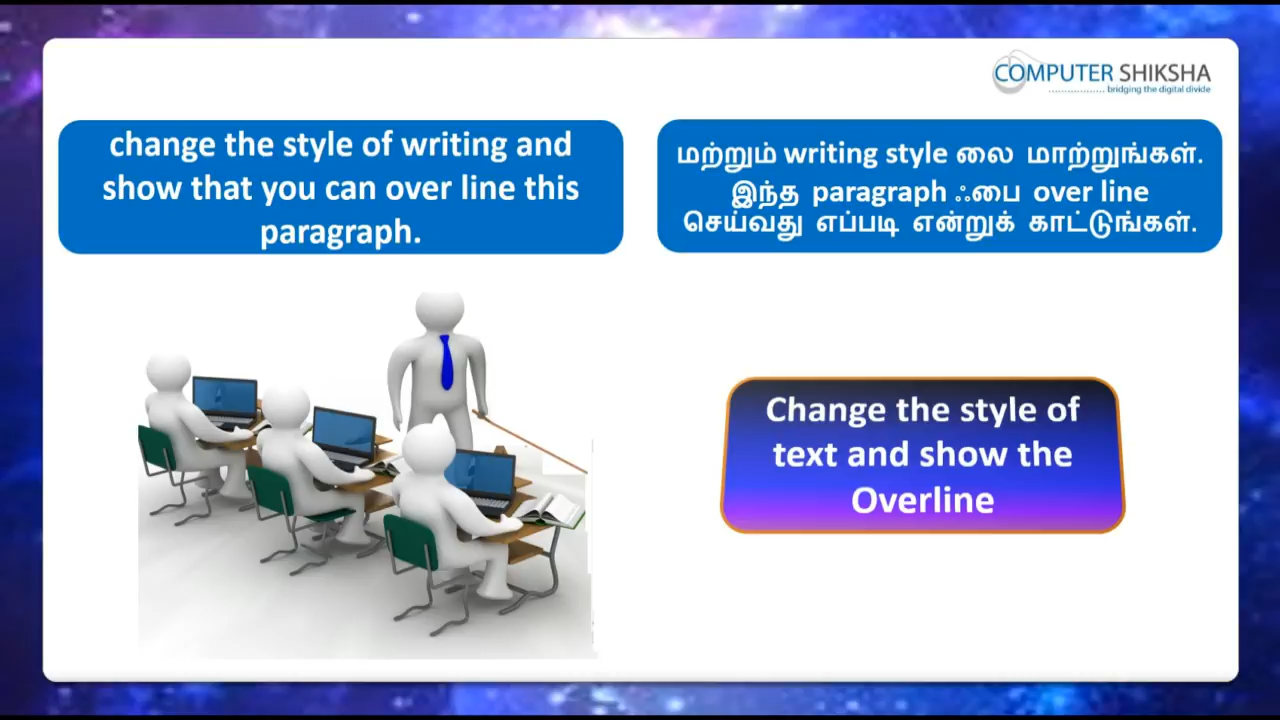 COMPUTER SHIKSHA
bridging the digital divide
change the style of writing and
show that you can over line this
paragraph.
மற்றும் writing style லை மாற்றுங்கள்.
இந்த paragraph ஃபை over line
செய்வது எப்படி என்றுக் காட்டுங்கள்.
Change the style of
text and show the
Overline